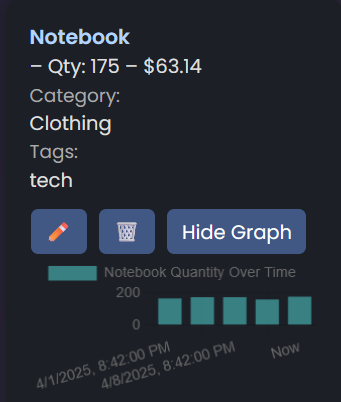 Notebook
– Qty: 175 – $63.14
Category:
Clothing
Tags:
tech
Hide Graph
Notebook Quantity Over Time
200
0
4/1/2025, 8:42:00 PM
4/8/2025, 8:42:00 PM
Now